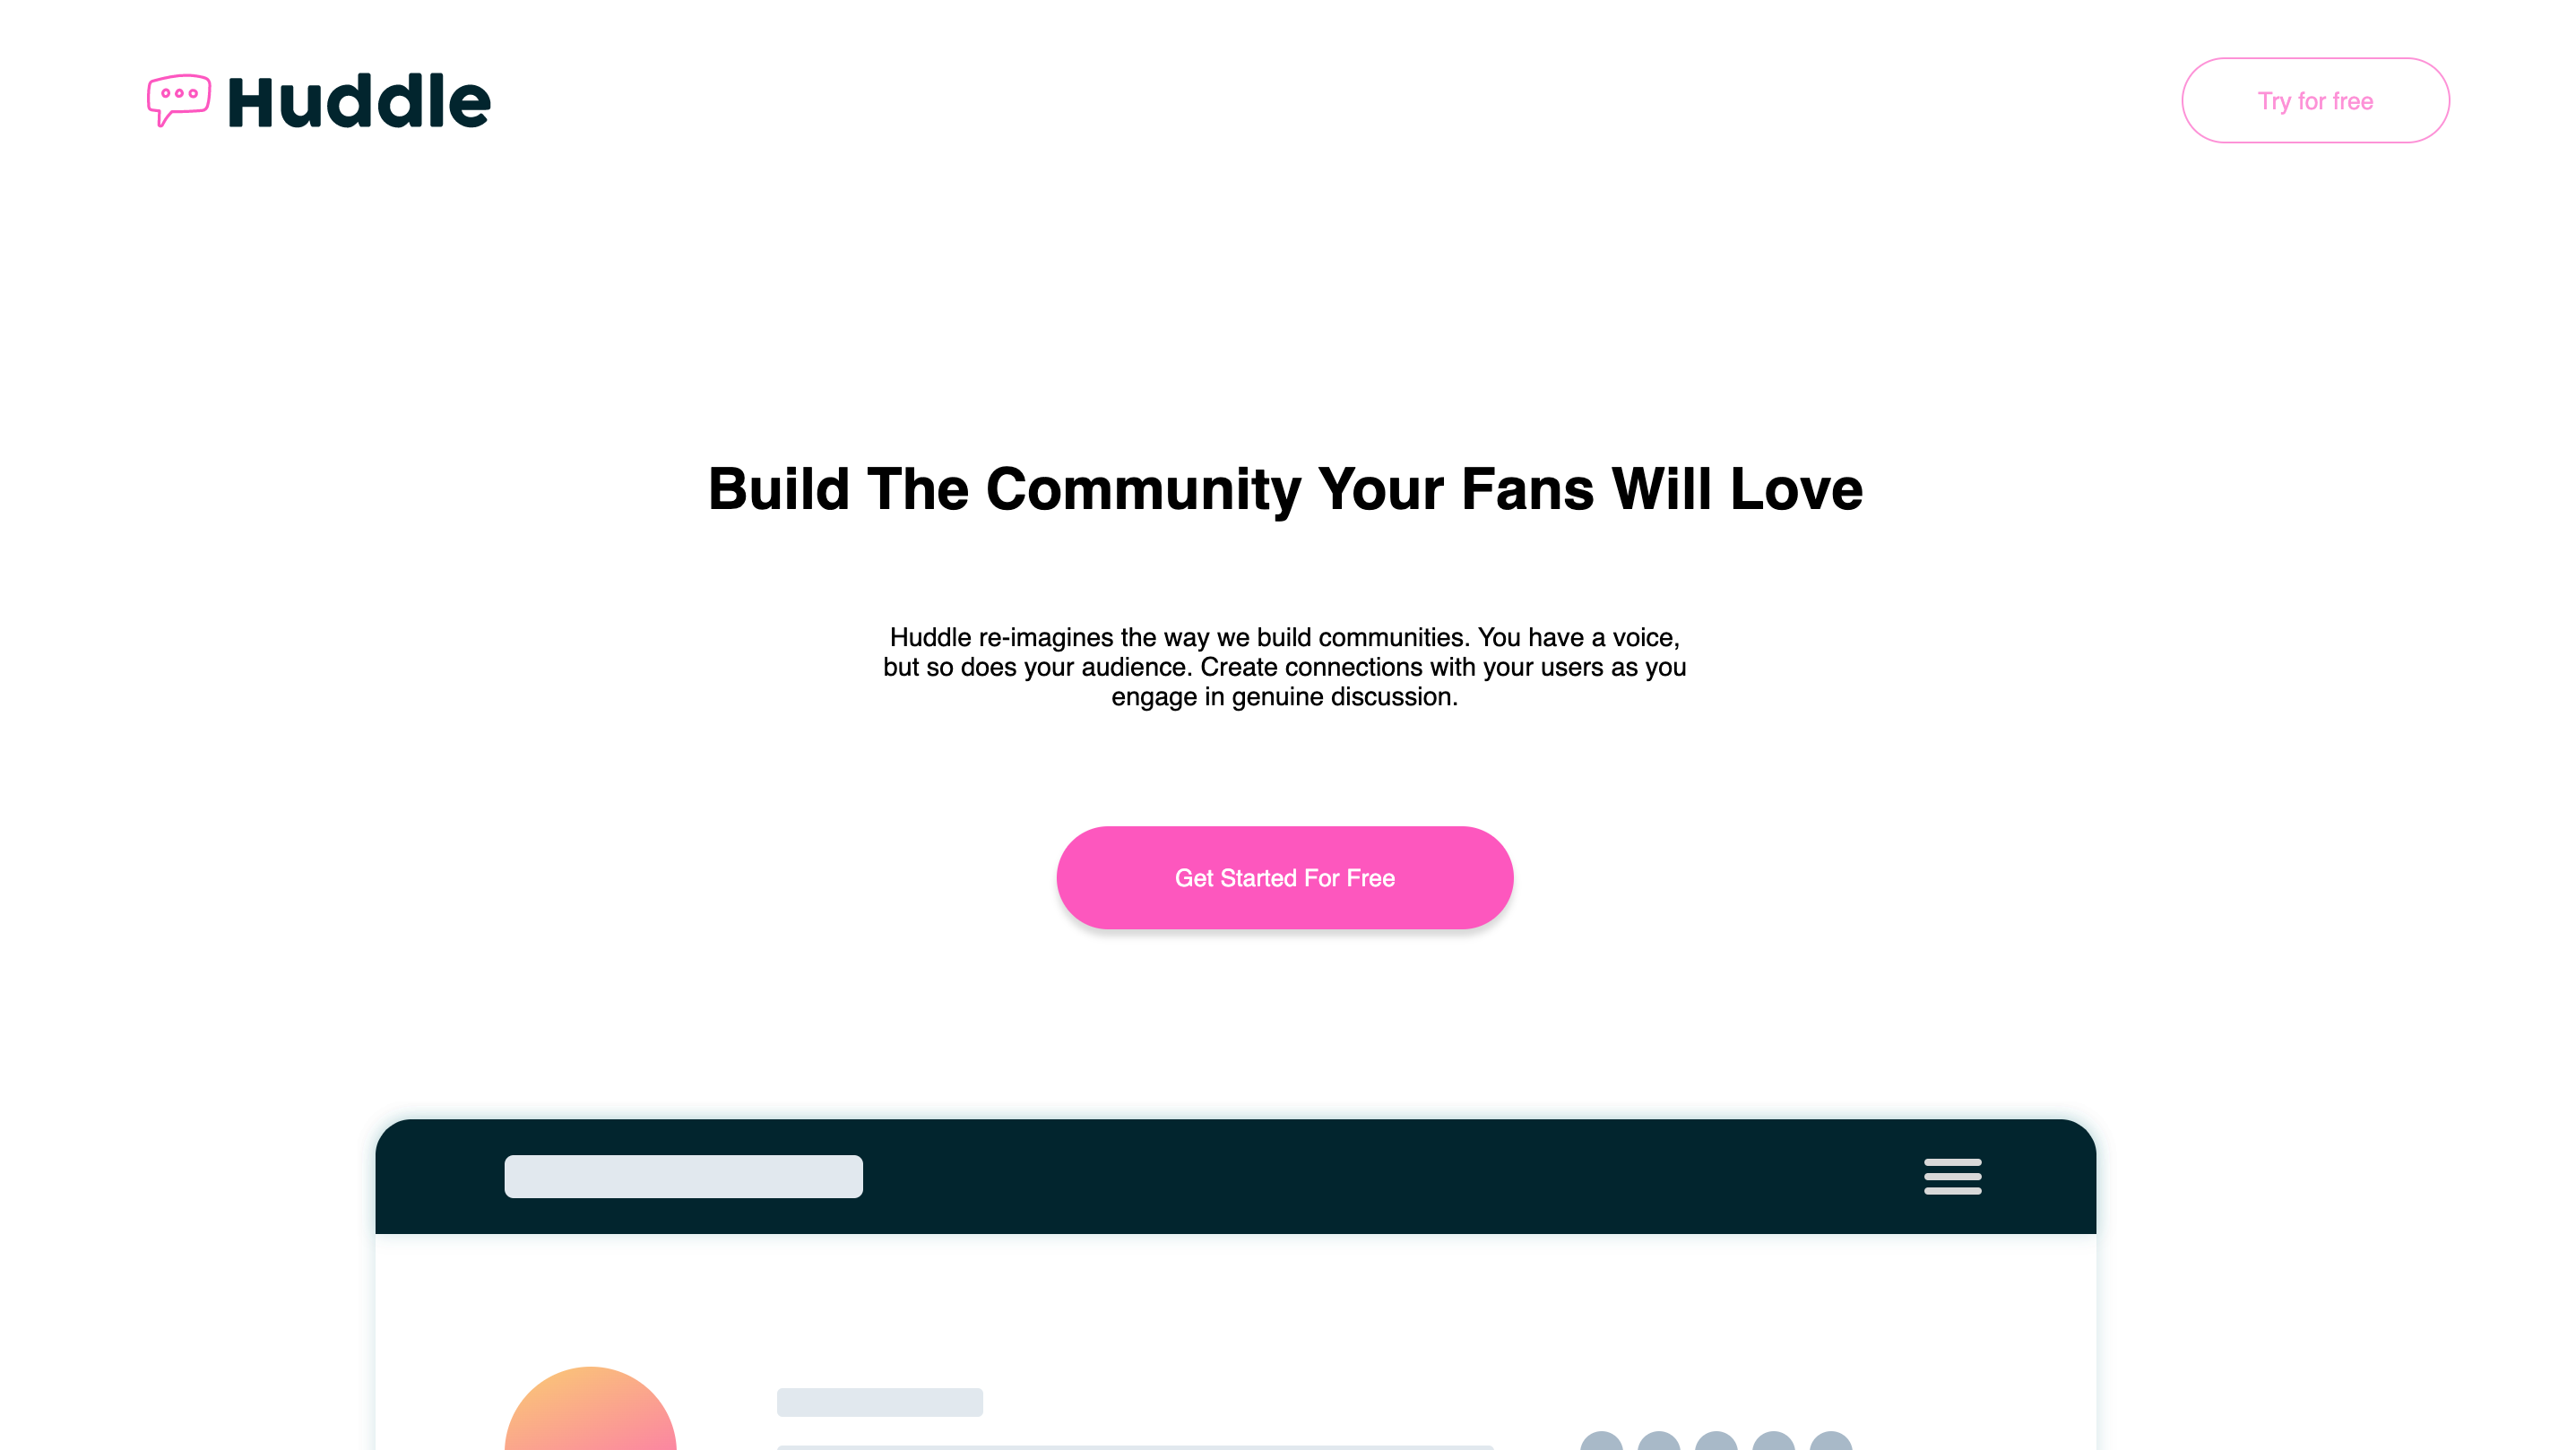 Huddle
Try for free
Build The Community Your Fans Will Love
Huddle re-imagines the way we build communities. You have a voice,
but so does your audience. Create connections with your users as you
engage in genuine discussion.
Get Started For Free